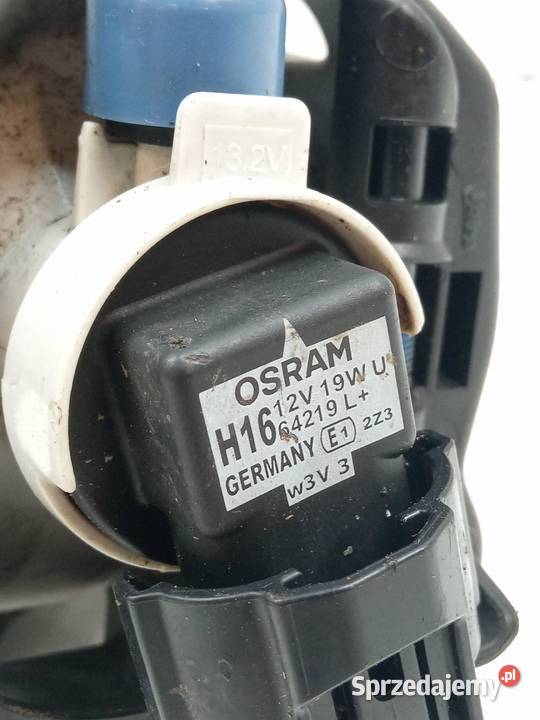 13.2V
OSRAM
H16 12V 19W U
64219 L+
GERMANY E1 2Z3
w3V 3
Sprzedajemy.pl